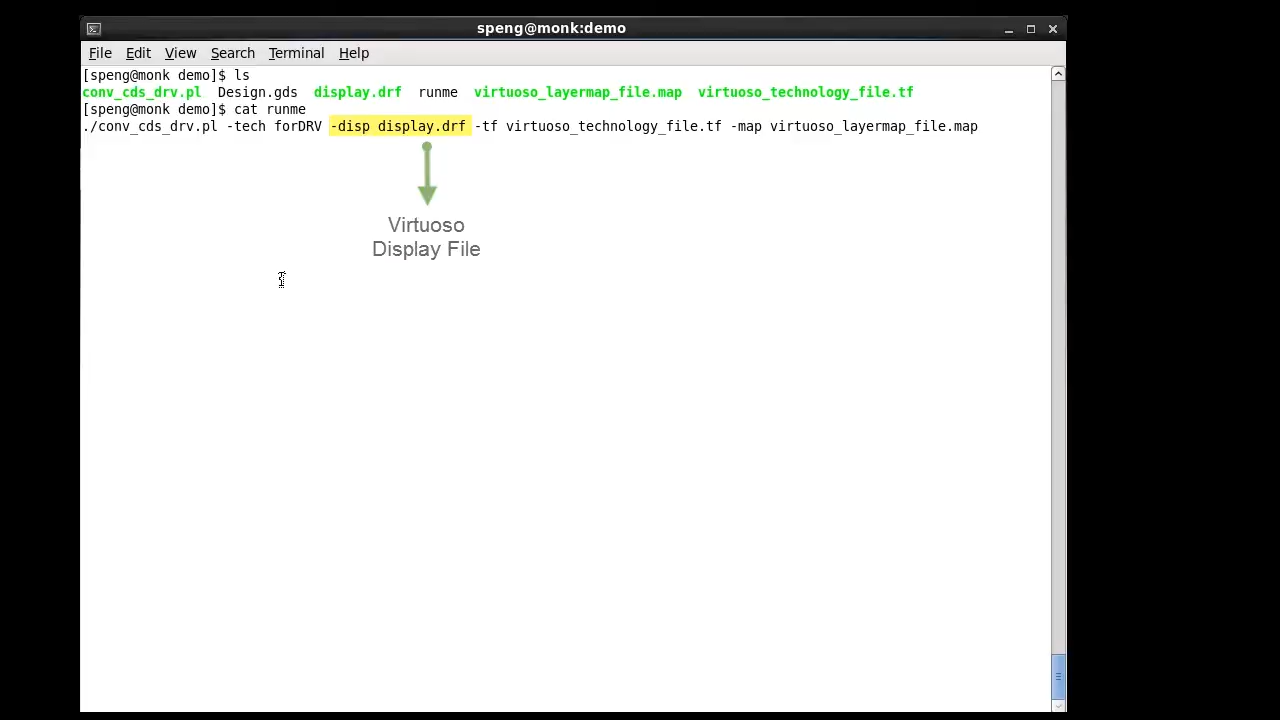 speng@monk:demo
File Edit View Search Terminal Help
[speng@monk demo]$ ls
conv_cds_drv.pl Design.gds display.drf runme virtuoso_layermap_file.map virtuoso_technology_file.tf
[speng@monk demo]$ cat runme
./conv_cds_drv.pl -tech forDRV -disp display.drf -tf virtuoso_technology_file.tf -map virtuoso_layermap_file.map
Virtuoso
Display File